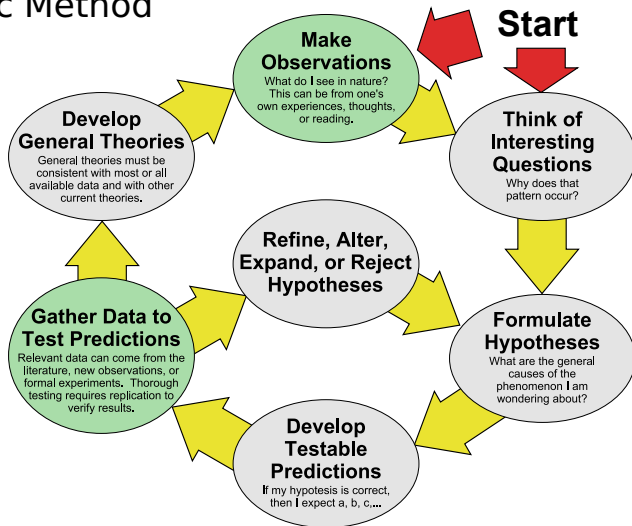 c Method
Start
Make
Observations
What do I see in nature?
This can be from one's
own experiences, thoughts,
or reading.
Think of
Interesting
Questions
Why does that
pattern occur?
Formulate
Hypotheses
What are the general
causes of the
phenomenon I am
wondering about?
Develop
Testable
Predictions
If my hypotesis is correct,
then I expect a, b, c,...
Gather Data to
Test Predictions
Relevant data can come from the
literature, new observations, or
formal experiments. Thorough
testing requires replication to
verify results.
Refine, Alter,
Expand, or Reject
Hypotheses
Develop
General Theories
General theories must be
consistent with most or all
available data and with other
current theories.